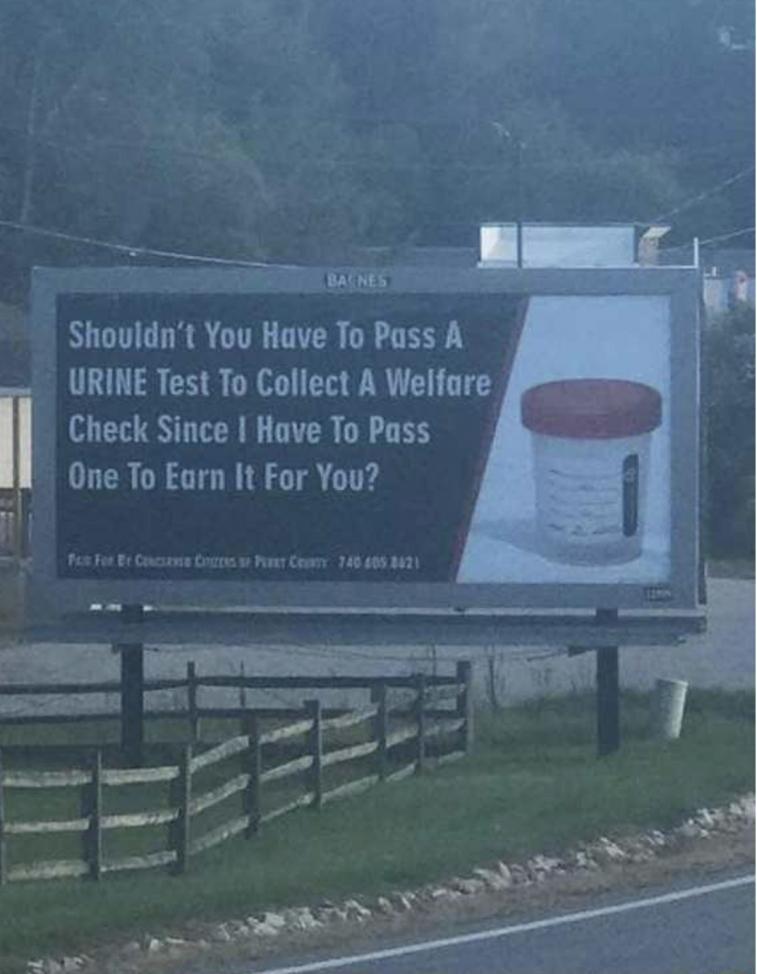 BARNES
Shouldn't You Have To Pass A
URINE Test To Collect A Welfare
Check Since I Have To Pass
One To Earn It For You?
Paid For By Concerned Citizens of Perry County 740 605 8621